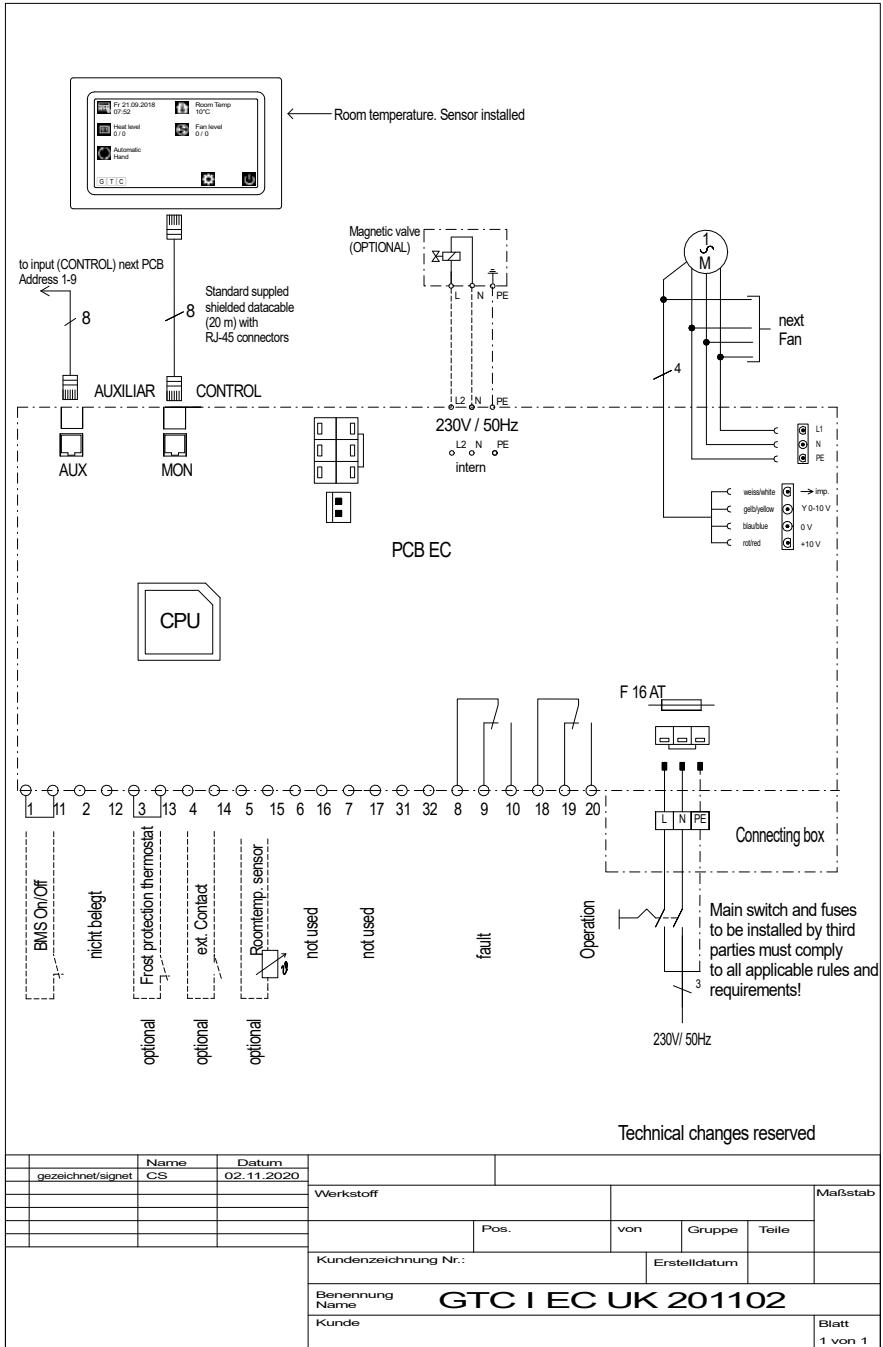 Fr 21.09.2018
07:52
Room Temp
10°C
Heat level
0 / 0
Fan level
0 / 0
Automatic
Hand
G T C
Room temperature. Sensor installed
Magnetic valve
(OPTIONAL)
L N PE
1
M
to input (CONTROL) next PCB
Address 1-9
8
8
Standard suppled
shielded datacable
(20 m) with
RJ-45 connectors
next
Fan
4
AUXILIAR CONTROL
AUX MON
L2 N PE
230V / 50Hz
L2 N PE
intern
L1
N
PE
weiss/white imp.
gelb/yellow Y 0-10 V
blau/blue 0 V
rot/red +10 V
PCB EC
CPU
F 16 AT
1 11 2 12 3 13 4 14 5 15 6 16 7 17 31 32 8 9 10 18 19 20
L N PE
Connecting box
BMS On/Off
nicht belegt
Frost protection thermostat
ext. Contact
Roomtemp. sensor
not used
not used
fault
Operation
optional
optional
optional
Main switch and fuses
to be installed by third
parties must comply
to all applicable rules and
requirements!
3
230V/ 50Hz
Technical changes reserved
Name Datum
gezeichnet/signet CS 02.11.2020
Werkstoff Maßstab
Pos. von Gruppe Teile
Kundenzeichnung Nr.: Erstelldatum
Benennung
Name
GTC I EC UK 201102
Kunde Blatt
1 von 1